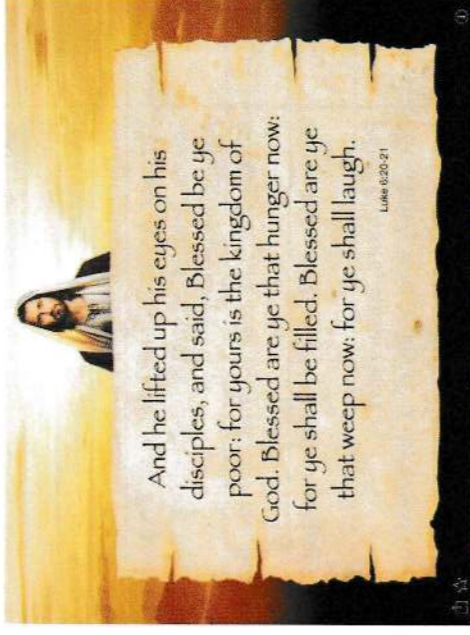 And he lifted up his eyes on his
disciples, and said, Blessed be ye
poor: for yours is the kingdom of
God. Blessed are ye that hunger now:
for ye shall be filled. Blessed are ye
that weep now: for ye shall laugh.
Luke 6:20-21